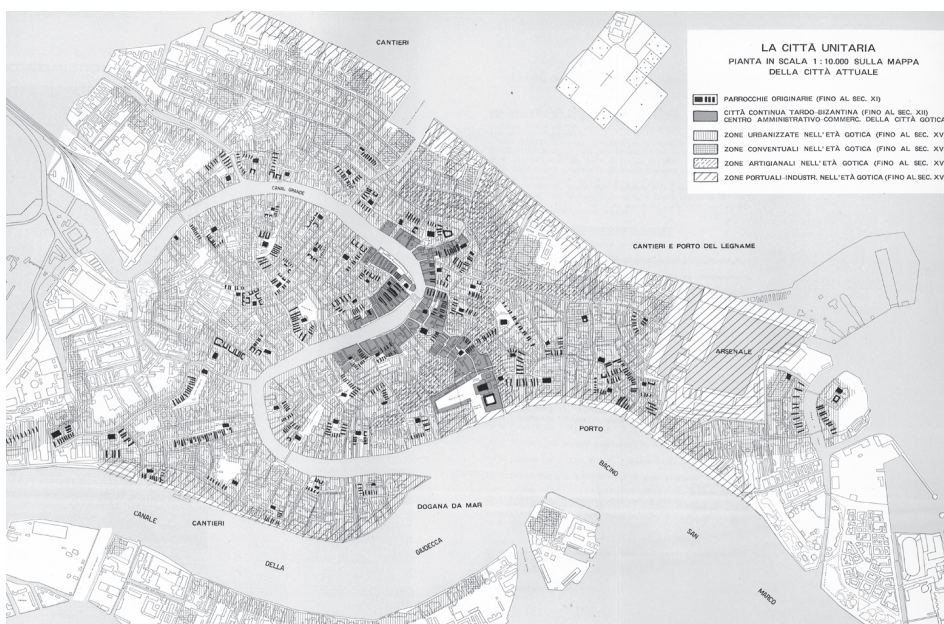 LA CITTÀ UNITARIA
PIANTA IN SCALA 1 : 10.000 SULLA MAPPA
DELLA CITTÀ ATTUALE
PARROCCHIE ORIGINARIE (FINO AL SEC. XI)
CITTÀ CONTINUA TARDO-BIZANTINA (FINO AL SEC. XII)
CENTRO AMMINISTRATIVO-COMMERC. DELLA CITTÀ GOTICA
ZONE URBANIZZATE NELL'ETÀ GOTICA (FINO AL SEC. XV
ZONE CONVENTUALI NELL'ETÀ GOTICA (FINO AL SEC. XV
ZONE ARTIGIANALI NELL'ETÀ GOTICA (FINO AL SEC. XV
ZONE PORTUALI-INDUSTR. NELL'ETÀ GOTICA (FINO AL SEC. XV
CANTIERI
CANAL GRANDE
CANTIERI E PORTO DEL LEGNAME
ARSENALE
PORTO
BACINO
SAN
MARCO
DOGANA DA MAR
CANALE
CANTIERI
DELLA
GIUDECCA